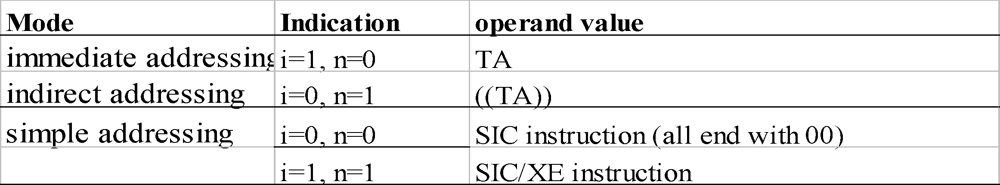 Mode Indication operand value
immediate addressing i=1, n=0 TA
indirect addressing i=0, n=1 ((TA))
simple addressing i=0, n=0 SIC instruction (all end with 00)
i=1, n=1 SIC/XE instruction